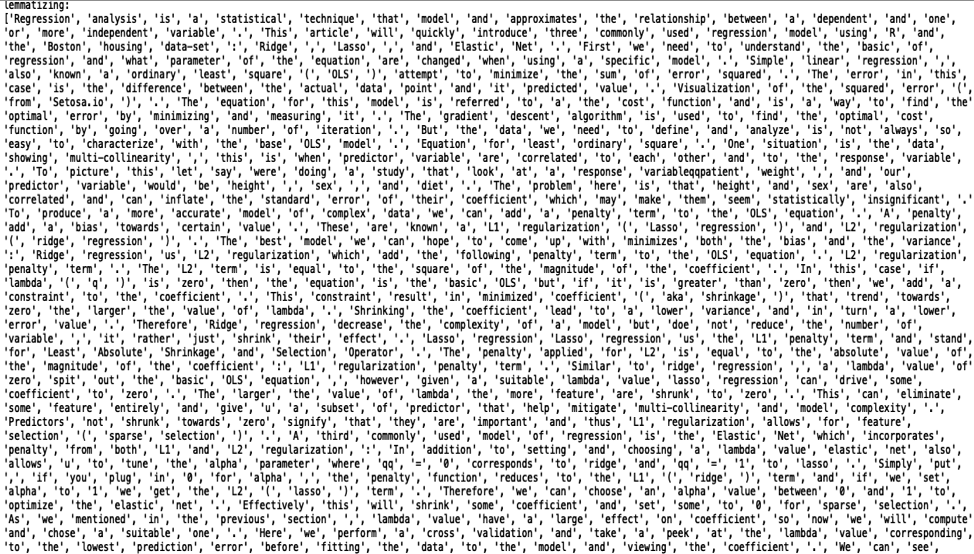 lemmatizing:
['Regression', 'analysis', 'is', 'a', 'statistical', 'technique', 'that', 'model', 'and', 'approximates', 'the', 'relationship', 'between', 'a', 'dependent', 'and', 'one',
'or', 'more', 'independent', 'variable', '.', 'This', 'article', 'will', 'quickly', 'introduce', 'three', 'commonly', 'used', 'regression', 'model', 'using', 'R', 'and',
'the', 'Boston', 'housing', 'data-set', ':', 'Ridge', ',', 'Lasso', ',', 'and', 'Elastic', 'Net', '.', 'First', 'we', 'need', 'to', 'understand', 'the', 'basic', 'of',
'regression', 'and', 'what', 'parameter', 'of', 'the', 'equation', 'are', 'changed', 'when', 'using', 'a', 'specific', 'model', '.', 'Simple', 'linear', 'regression', ',',
'also', 'known', 'a', 'ordinary', 'least', 'square', '(', 'OLS', ')', 'attempt', 'to', 'minimize', 'the', 'sum', 'of', 'error', 'squared', '.', 'The', 'error', 'in', 'this',
'case', 'is', 'the', 'difference', 'between', 'the', 'actual', 'data', 'point', 'and', 'it', 'predicted', 'value', '.', 'Visualization', 'of', 'the', 'squared', 'error', '(',
'from', 'Setosa.io', ')', '.', 'The', 'equation', 'for', 'this', 'model', 'is', 'referred', 'to', 'a', 'the', 'cost', 'function', 'and', 'is', 'a', 'way', 'to', 'find', 'the',
'optimal', 'error', 'by', 'minimizing', 'and', 'measuring', 'it', '.', 'The', 'gradient', 'descent', 'algorithm', 'is', 'used', 'to', 'find', 'the', 'optimal', 'cost',
'function', 'by', 'going', 'over', 'a', 'number', 'of', 'iteration', '.', 'But', 'the', 'data', 'we', 'need', 'to', 'define', 'and', 'analyze', 'is', 'not', 'always', 'so',
'easy', 'to', 'characterize', 'with', 'the', 'base', 'OLS', 'model', '.', 'Equation', 'for', 'least', 'ordinary', 'square', '.', 'One', 'situation', 'is', 'the', 'data',
'showing', 'multi-collinearity', ',', 'this', 'is', 'when', 'predictor', 'variable', 'are', 'correlated', 'to', 'each', 'other', 'and', 'to', 'the', 'response', 'variable',
'.', 'To', 'picture', 'this', 'let', 'say', 'were', 'doing', 'a', 'study', 'that', 'look', 'at', 'a', 'response', 'variableqqpatient', 'weight', ',', 'and', 'our',
'predictor', 'variable', 'would', 'be', 'height', ',', 'sex', ',', 'and', 'diet', '.', 'The', 'problem', 'here', 'is', 'that', 'height', 'and', 'sex', 'are', 'also',
'correlated', 'and', 'can', 'inflate', 'the', 'standard', 'error', 'of', 'their', 'coefficient', 'which', 'may', 'make', 'them', 'seem', 'statistically', 'insignificant', '.',
'To', 'produce', 'a', 'more', 'accurate', 'model', 'of', 'complex', 'data', 'we', 'can', 'add', 'a', 'penalty', 'term', 'to', 'the', 'OLS', 'equation', '.', 'A', 'penalty',
'add', 'a', 'bias', 'towards', 'certain', 'value', '.', 'These', 'are', 'known', 'a', 'L1', 'regularization', '(', 'Lasso', 'regression', ')', 'and', 'L2', 'regularization',
'(', 'ridge', 'regression', ')', '.', 'The', 'best', 'model', 'we', 'can', 'hope', 'to', 'come', 'up', 'with', 'minimizes', 'both', 'the', 'bias', 'and', 'the', 'variance',
':', 'Ridge', 'regression', 'us', 'L2', 'regularization', 'which', 'add', 'the', 'following', 'penalty', 'term', 'to', 'the', 'OLS', 'equation', '.', 'L2', 'regularization',
'penalty', 'term', '.', 'The', 'L2', 'term', 'is', 'equal', 'to', 'the', 'square', 'of', 'the', 'magnitude', 'of', 'the', 'coefficient', '.', 'In', 'this', 'case', 'if',
'lambda', '(', 'q', ')', 'is', 'zero', 'then', 'the', 'equation', 'is', 'the', 'basic', 'OLS', 'but', 'if', 'it', 'is', 'greater', 'than', 'zero', 'then', 'we', 'add', 'a',
'constraint', 'to', 'the', 'coefficient', '.', 'This', 'constraint', 'result', 'in', 'minimized', 'coefficient', '(', 'aka', 'shrinkage', ')', 'that', 'trend', 'towards',
'zero', 'the', 'larger', 'the', 'value', 'of', 'lambda', '.', 'Shrinking', 'the', 'coefficient', 'lead', 'to', 'a', 'lower', 'variance', 'and', 'in', 'turn', 'a', 'lower',
'error', 'value', '.', 'Therefore', 'Ridge', 'regression', 'decrease', 'the', 'complexity', 'of', 'a', 'model', 'but', 'doe', 'not', 'reduce', 'the', 'number', 'of',
'variable', ',', 'it', 'rather', 'just', 'shrink', 'their', 'effect', '.', 'Lasso', 'regression', 'Lasso', 'regression', 'us', 'the', 'L1', 'penalty', 'term', 'and', 'stand',
'for', 'Least', 'Absolute', 'Shrinkage', 'and', 'Selection', 'Operator', '.', 'The', 'penalty', 'applied', 'for', 'L2', 'is', 'equal', 'to', 'the', 'absolute', 'value', 'of',
'the', 'magnitude', 'of', 'the', 'coefficient', ':', 'L1', 'regularization', 'penalty', 'term', '.', 'Similar', 'to', 'ridge', 'regression', ',', 'a', 'lambda', 'value', 'of'
'zero', 'spit', 'out', 'the', 'basic', 'OLS', 'equation', ',', 'however', 'given', 'a', 'suitable', 'lambda', 'value', 'lasso', 'regression', 'can', 'drive', 'some',
'coefficient', 'to', 'zero', '.', 'The', 'larger', 'the', 'value', 'of', 'lambda', 'the', 'more', 'feature', 'are', 'shrunk', 'to', 'zero', '.', 'This', 'can', 'eliminate',
'some', 'feature', 'entirely', 'and', 'give', 'u', 'a', 'subset', 'of', 'predictor', 'that', 'help', 'mitigate', 'multi-collinearity', 'and', 'model', 'complexity', '.',
'Predictors', 'not', 'shrunk', 'towards', 'zero', 'signify', 'that', 'they', 'are', 'important', 'and', 'thus', 'L1', 'regularization', 'allows', 'for', 'feature',
'selection', '(', 'sparse', 'selection', ')', '.', 'A', 'third', 'commonly', 'used', 'model', 'of', 'regression', 'is', 'the', 'Elastic', 'Net', 'which', 'incorporates',
'penalty', 'from', 'both', 'L1', 'and', 'L2', 'regularization', ':', 'In', 'addition', 'to', 'setting', 'and', 'choosing', 'a', 'lambda', 'value', 'elastic', 'net', 'also',
'allows', 'u', 'to', 'tune', 'the', 'alpha', 'parameter', 'where', 'qq', '=', '0', 'corresponds', 'to', 'ridge', 'and', 'qq', '=', '1', 'to', 'lasso', '.', 'Simply', 'put',
',', 'if', 'you', 'plug', 'in', '0', 'for', 'alpha', ',', 'the', 'penalty', 'function', 'reduces', 'to', 'the', 'L1', '(', 'ridge', ')', 'term', 'and', 'if', 'we', 'set',
'alpha', 'to', '1', 'we', 'get', 'the', 'L2', '(', 'lasso', ')', 'term', '.', 'Therefore', 'we', 'can', 'choose', 'an', 'alpha', 'value', 'between', '0', 'and', '1', 'to',
'optimize', 'the', 'elastic', 'net', '.', 'Effectively', 'this', 'will', 'shrink', 'some', 'coefficient', 'and', 'set', 'some', 'to', '0', 'for', 'sparse', 'selection', '.',
'As', 'we', 'mentioned', 'in', 'the', 'previous', 'section', ',', 'lambda', 'value', 'have', 'a', 'large', 'effect', 'on', 'coefficient', 'so', 'now', 'we', 'will', 'compute'
'and', 'chose', 'a', 'suitable', 'one', '.', 'Here', 'we', 'perform', 'a', 'cross', 'validation', 'and', 'take', 'a', 'peek', 'at', 'the', 'lambda', 'value', 'corresponding'
'to', 'the', 'lowest', 'prediction', 'error', 'before', 'fitting', 'the', 'data', 'to', 'the', 'model', 'and', 'viewing', 'the', 'coefficient', '.', 'We', 'can', 'see',